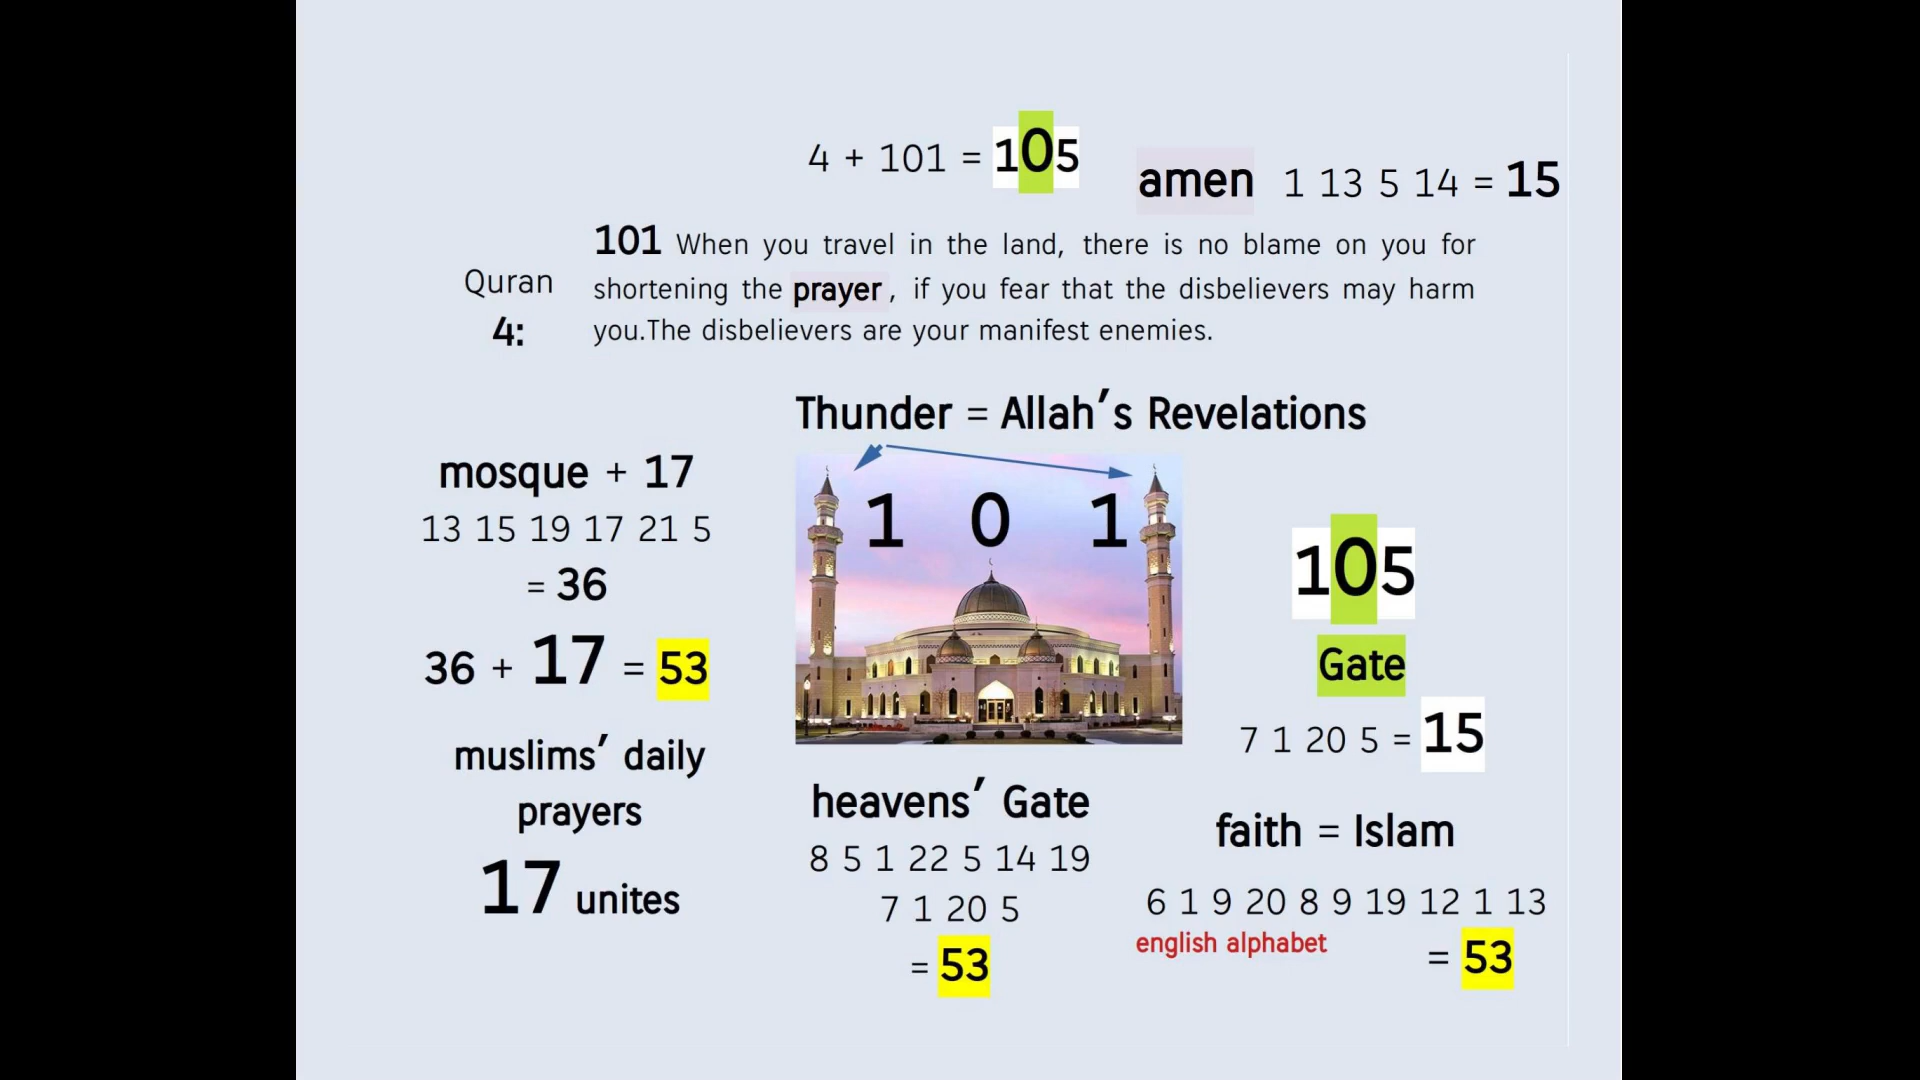 4 + 101 = 105
amen 1 13 5 14 = 15
101 When you travel in the land, there is no blame on you for
shortening the prayer , if you fear that the disbelievers may harm
you.The disbelievers are your manifest enemies.
Quran
4:
Thunder = Allah’s Revelations
mosque + 17
13 15 19 17 21 5
= 36
36 + 17 = 53
muslims’ daily
prayers
17 unites
1 0 1
heavens’ Gate
8 5 1 22 5 14 19
7 1 20 5
= 53
105
Gate
7 1 20 5 = 15
faith = Islam
6 1 9 20 8 9 19 12 1 13
english alphabet
= 53